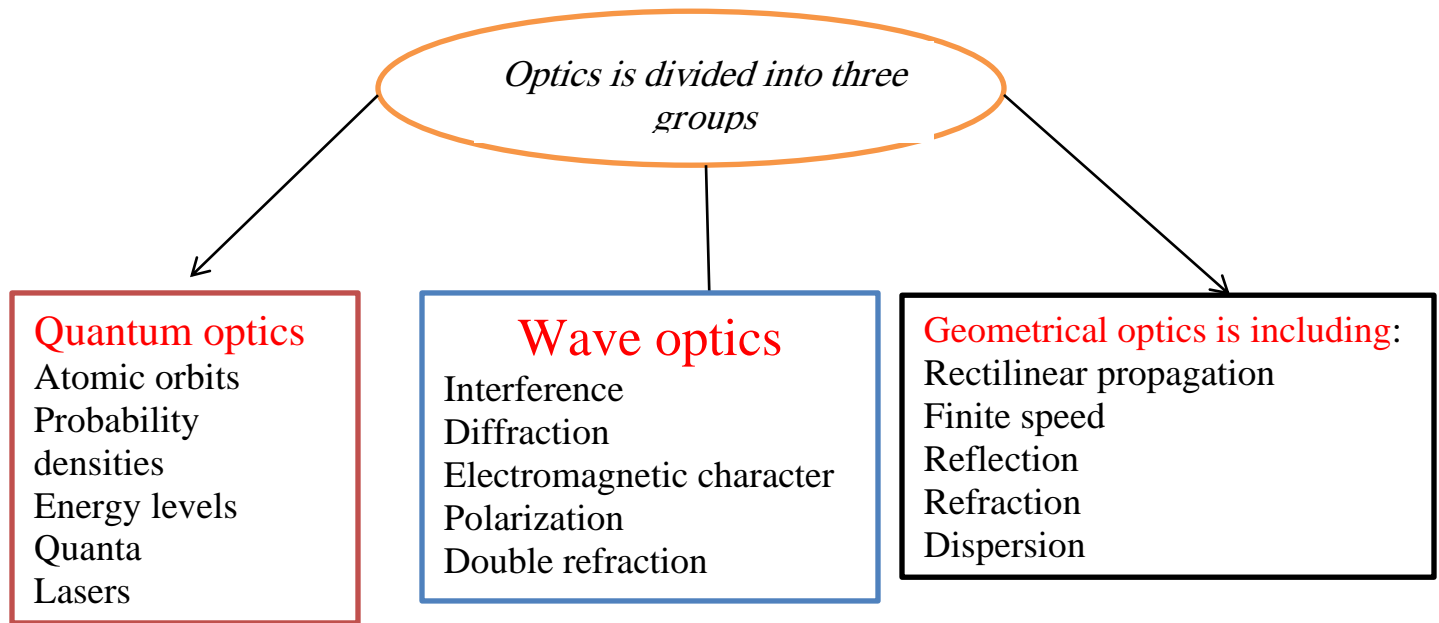 Optics is divided into three
groups
Quantum optics
Atomic orbits
Probability
densities
Energy levels
Quanta
Lasers
Wave optics
Interference
Diffraction
Electromagnetic character
Polarization
Double refraction
Geometrical optics is including:
Rectilinear propagation
Finite speed
Reflection
Refraction
Dispersion